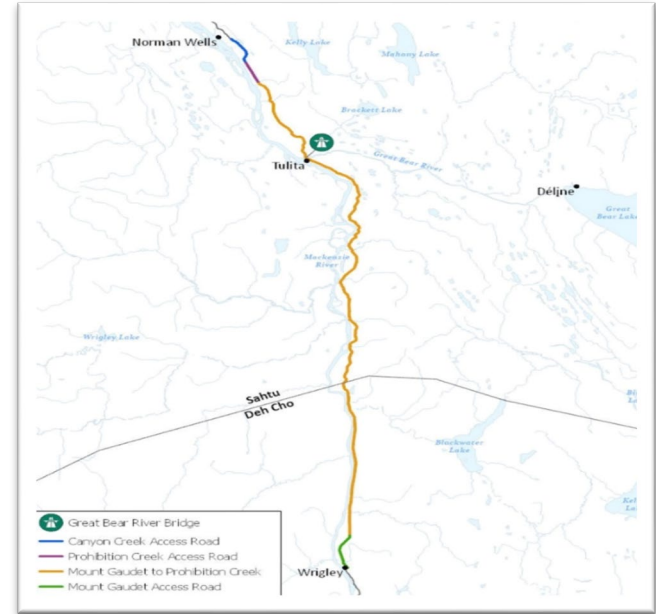 Norman Wells
Kelly Lake
Mahony Lake
Brackett Lake
Great Bear River
Tulita
Délįne
Great
Bear Lake
Mackenzie
River
Wrigley Lake
Sahtu
Deh Cho
Blackwater
Lake
Wrigley
Great Bear River Bridge
Canyon Creek Access Road
Prohibition Creek Access Road
Mount Gaudet to Prohibition Creek
Mount Gaudet Access Road